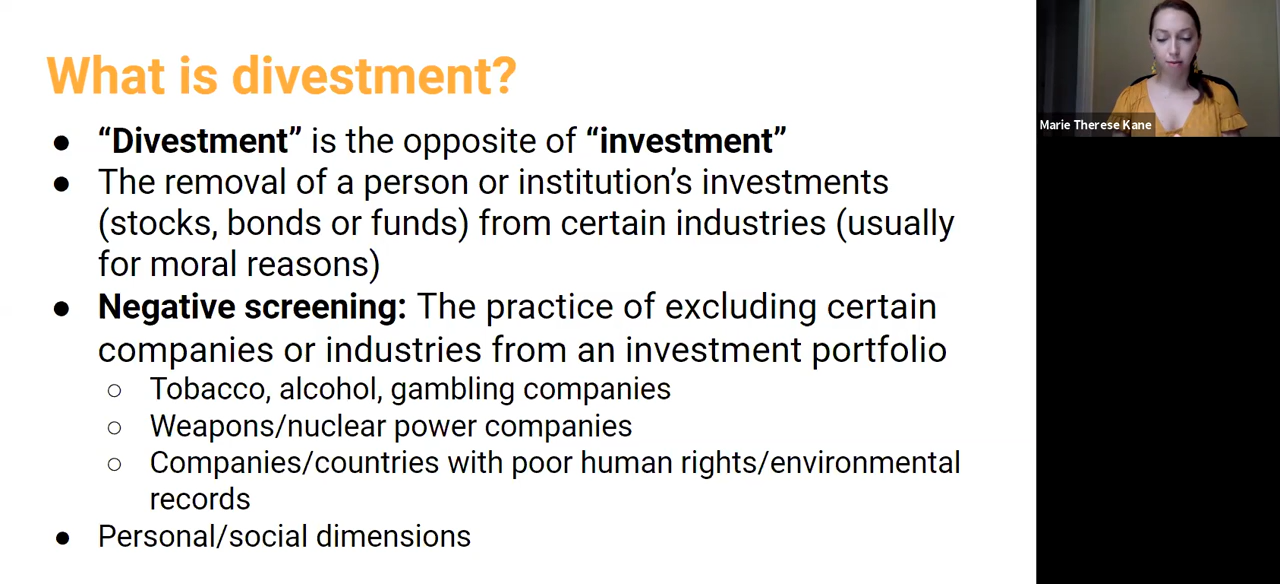 What is divestment?
● “Divestment” is the opposite of “investment”
● The removal of a person or institution’s investments
(stocks, bonds or funds) from certain industries (usually
for moral reasons)
● Negative screening: The practice of excluding certain
companies or industries from an investment portfolio
○ Tobacco, alcohol, gambling companies
○ Weapons/nuclear power companies
○ Companies/countries with poor human rights/environmental
records
● Personal/social dimensions
Marie Therese Kane